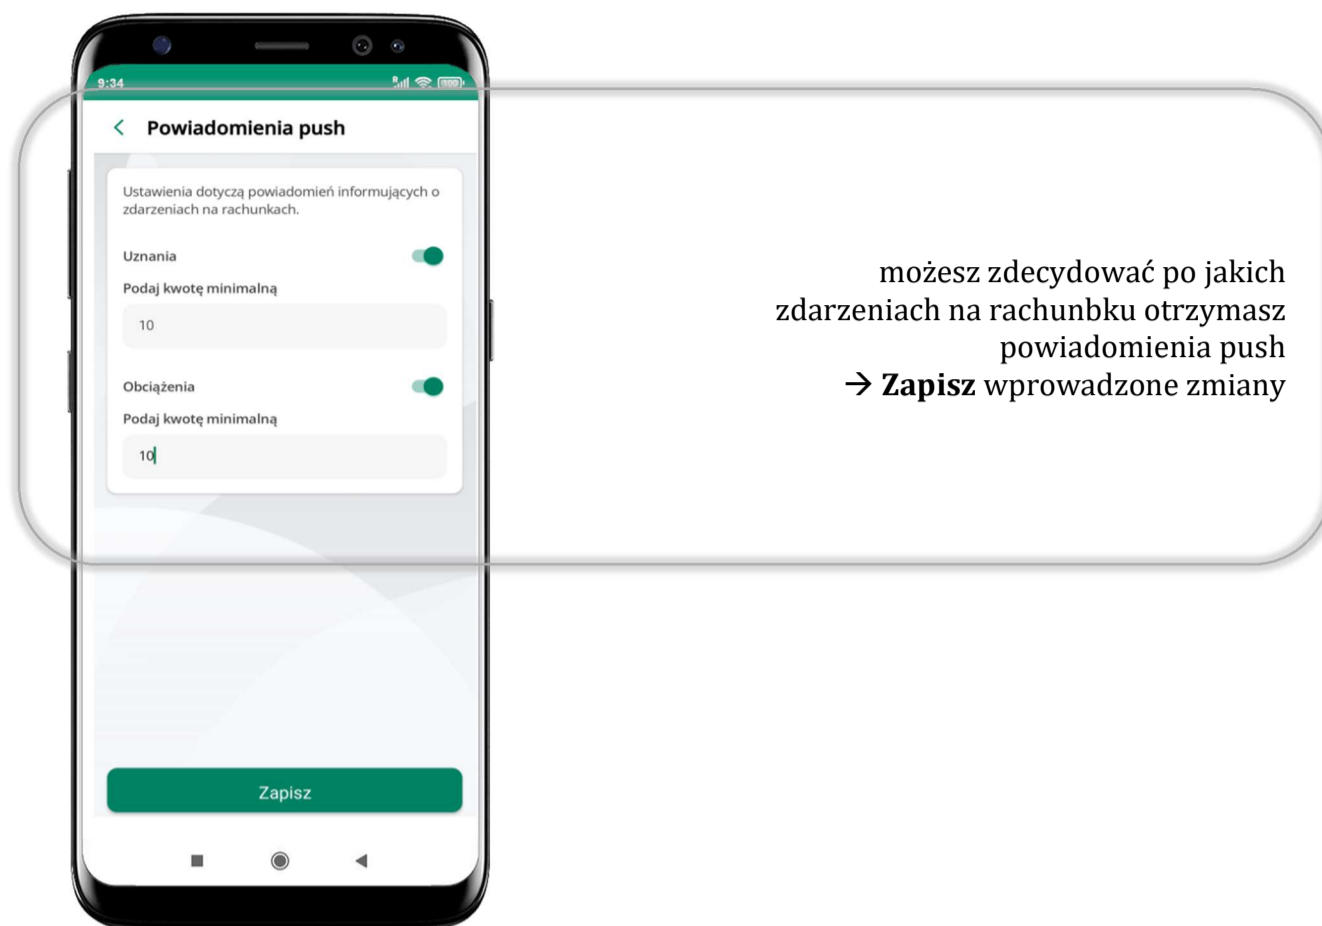 9:34
Powiadomienia push
Ustawienia dotyczą powiadomień informujących o
zdarzeniach na rachunkach.
Uznania
Podaj kwotę minimalną
10
Obciążenia
Podaj kwotę minimalną
10
Zapisz
możesz zdecydować po jakich
zdarzeniach na rachunbku otrzymasz
powiadomienia push
→ Zapisz wprowadzone zmiany